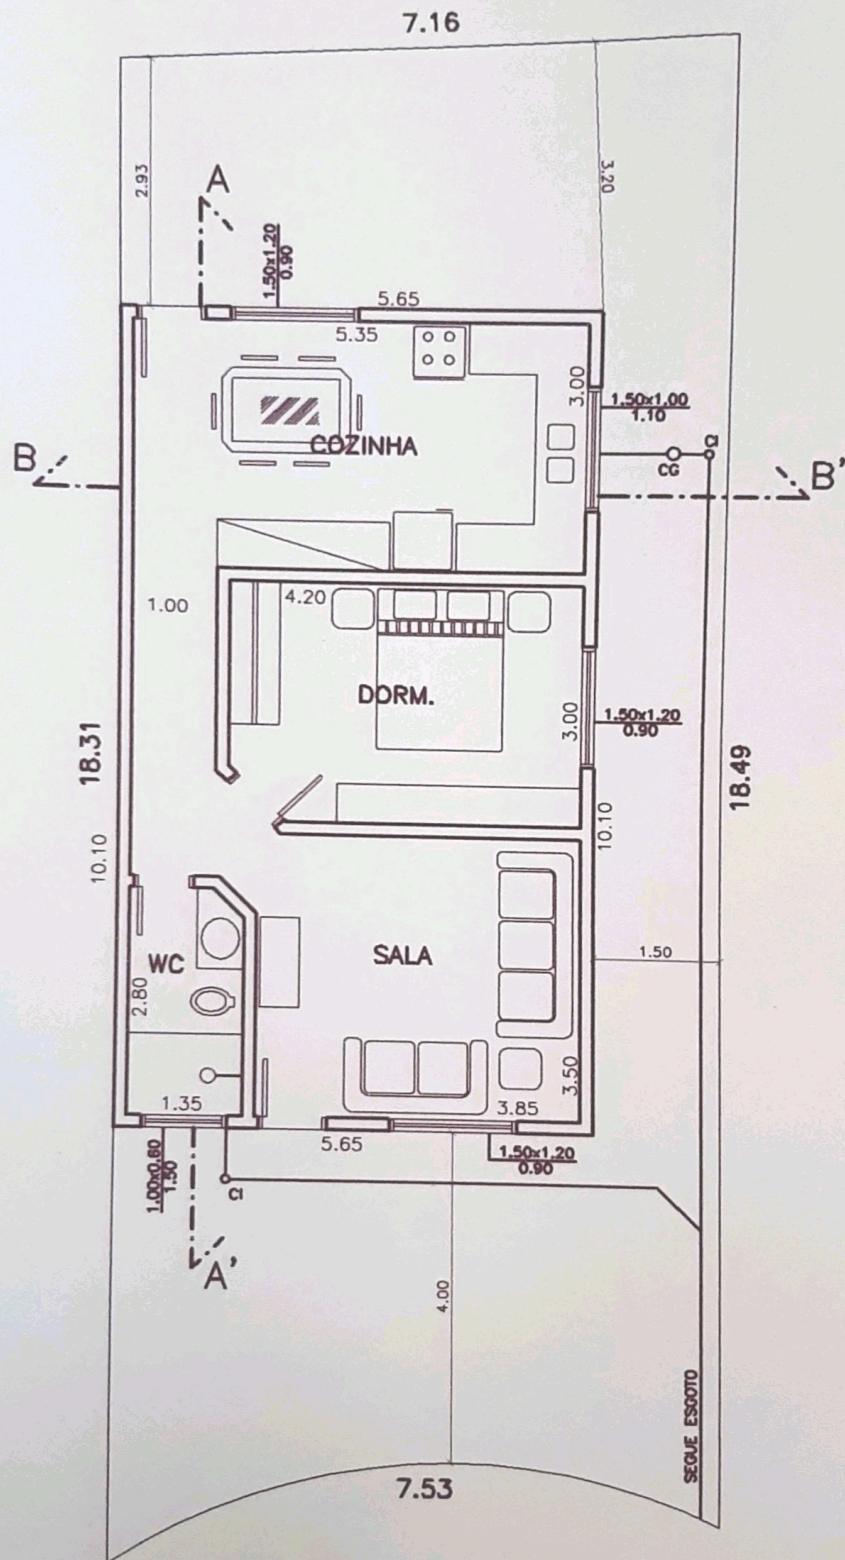 7.16
2.93
3.20
A
1.50x1.20
0.90
5.65
5.35
3.00
1.50x1.00
1.10
COZINHA
B
CG
CI
B'
1.00
4.20
DORM.
3.00
1.50x1.20
0.90
18.31
18.49
10.10
10.10
WC
SALA
1.50
2.80
3.50
1.35
3.85
5.65
1.50x1.20
0.90
1.00x0.60
1.50
CI
A'
4.00
SEGUE ESGOTO
7.53